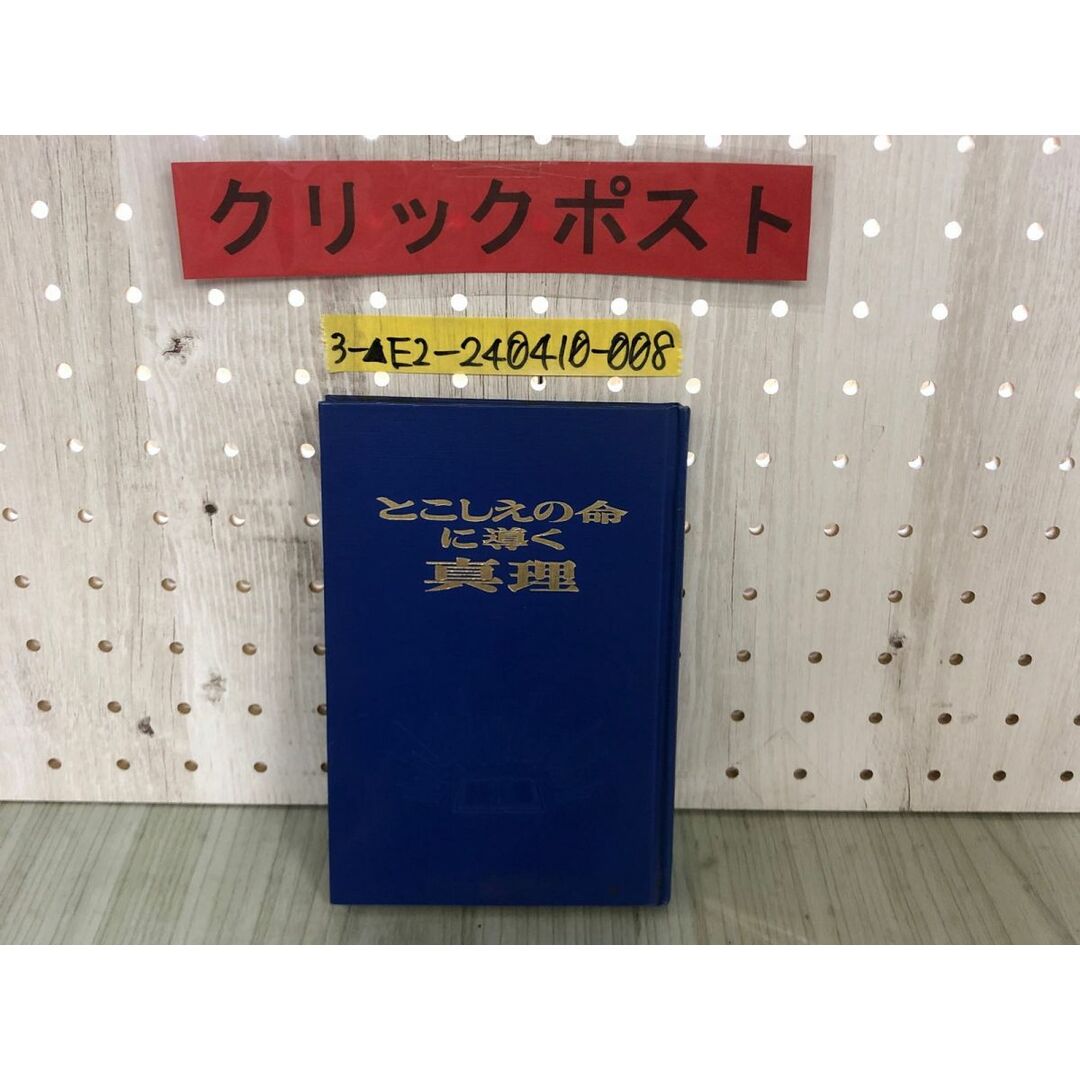 クリックポスト
3-▲E2-240410-008
とこしえの命
に導く
真理